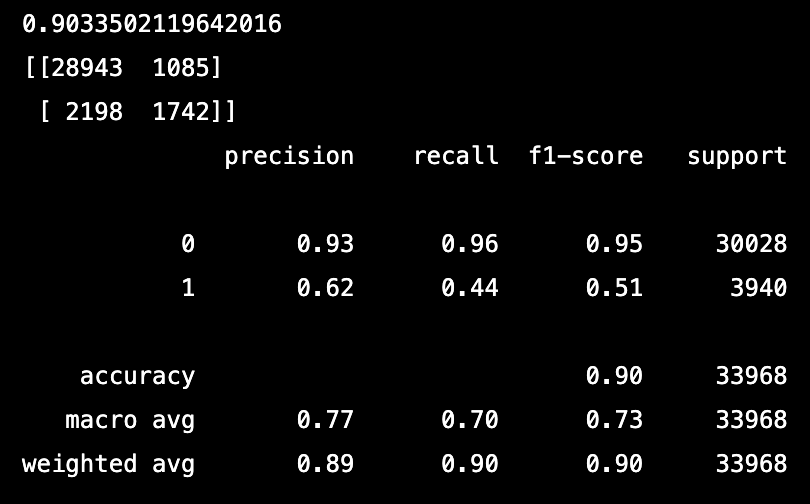 0.9033502119642016
[[28943  1085]
 [ 2198  1742]]
              precision    recall  f1-score   support

           0       0.93      0.96      0.95     30028
           1       0.62      0.44      0.51      3940

    accuracy                           0.90     33968
   macro avg       0.77      0.70      0.73     33968
weighted avg       0.89      0.90      0.90     33968